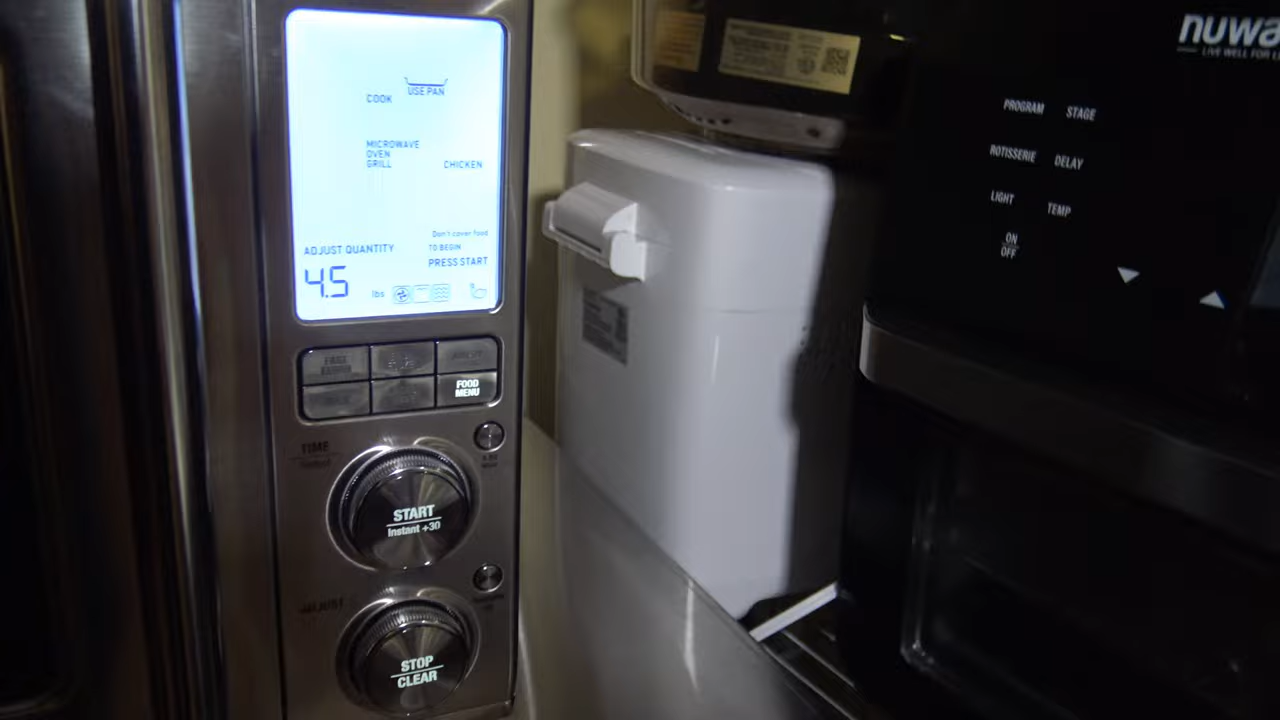 USE PAN
COOK
MICROWAVE
OVEN
GRILL
CHICKEN
Don't cover food
ADJUST QUANTITY
TO BEGIN
PRESS START
4.5
lbs
FOOD
MENU
TIME
START
Instant +30
STOP
CLEAR
nuwa
LIVE WELL FOR L
PROGRAM
STAGE
ROTISSERIE
DELAY
LIGHT
TEMP
ON
OFF